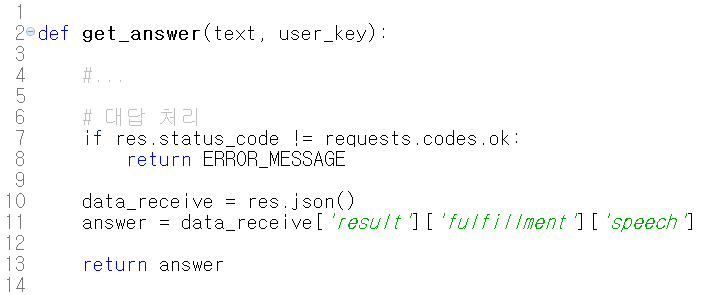 1
2 def get_answer(text, user_key):
3
4     #...
5
6     # 대답 처리
7     if res.status_code != requests.codes.ok:
8         return ERROR_MESSAGE
9
10     data_receive = res.json()
11     answer = data_receive['result']['fulfillment']['speech']
12
13     return answer
14